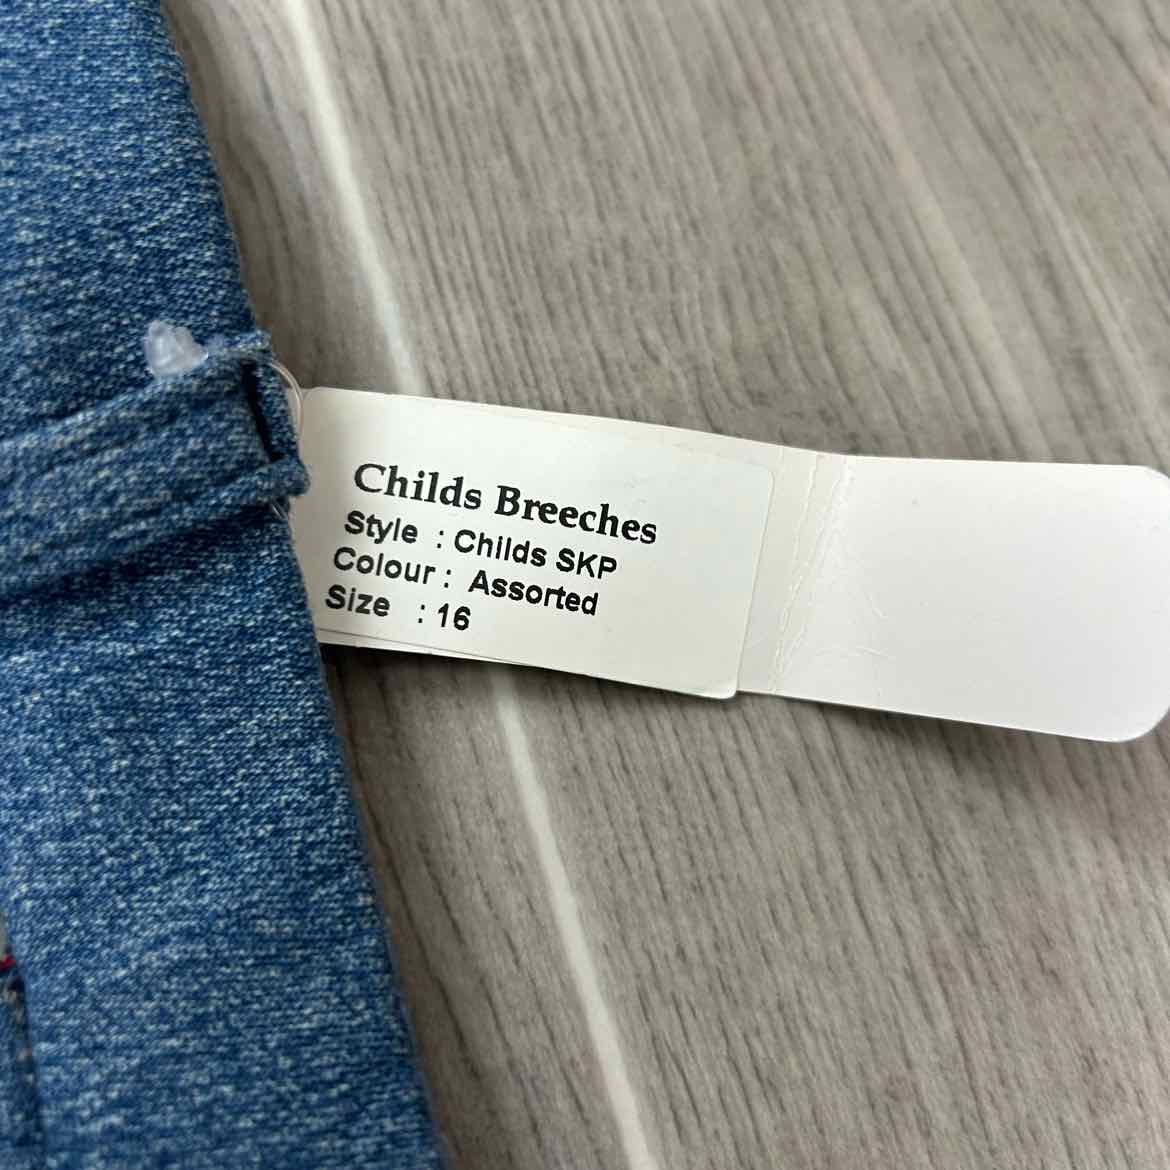 Childs Breeches
Style : Childs SKP
Colour : Assorted
Size : 16